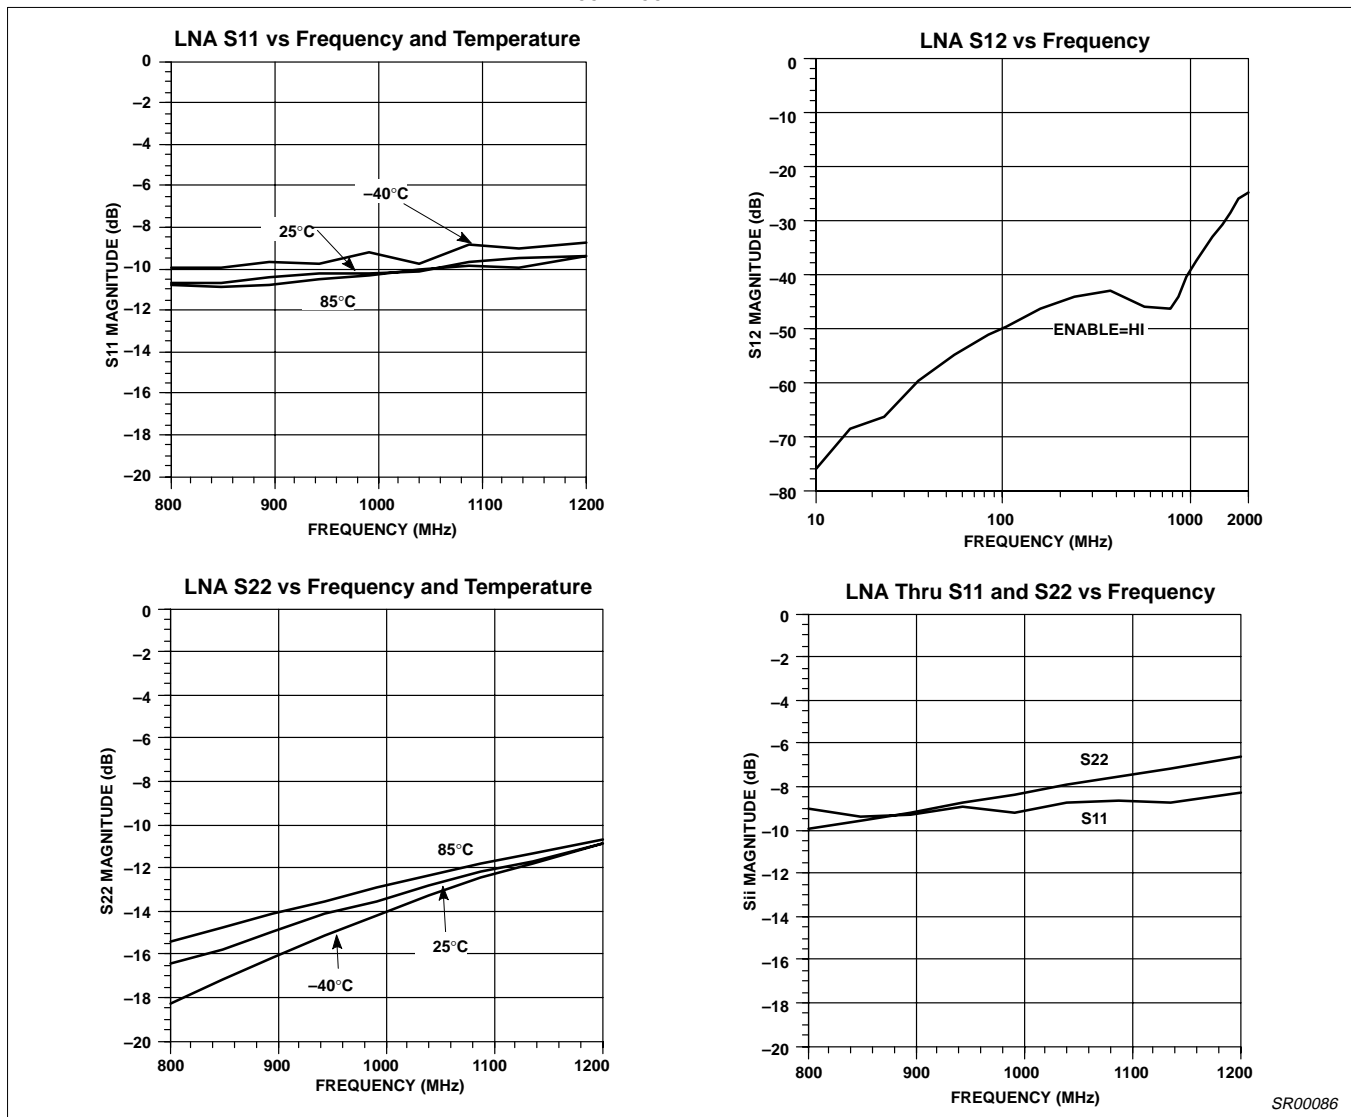 LNA S11 vs Frequency and Temperature
0
–2
–4
–6
–8
–10
–12
–14
–16
–18
–20
S11 MAGNITUDE (dB)
–40°C
25°C
85°C
800
900
1000
1100
1200
FREQUENCY (MHz)
LNA S12 vs Frequency
0
–10
–20
–30
–40
–50
–60
–70
–80
S12 MAGNITUDE (dB)
ENABLE=HI
10
100
1000
2000
FREQUENCY (MHz)
LNA S22 vs Frequency and Temperature
0
–2
–4
–6
–8
–10
–12
–14
–16
–18
–20
S22 MAGNITUDE (dB)
85°C
25°C
–40°C
800
900
1000
1100
1200
FREQUENCY (MHz)
LNA Thru S11 and S22 vs Frequency
0
–2
–4
–6
–8
–10
–12
–14
–16
–18
–20
Sii MAGNITUDE (dB)
S22
S11
800
900
1000
1100
1200
FREQUENCY (MHz)
SR00086